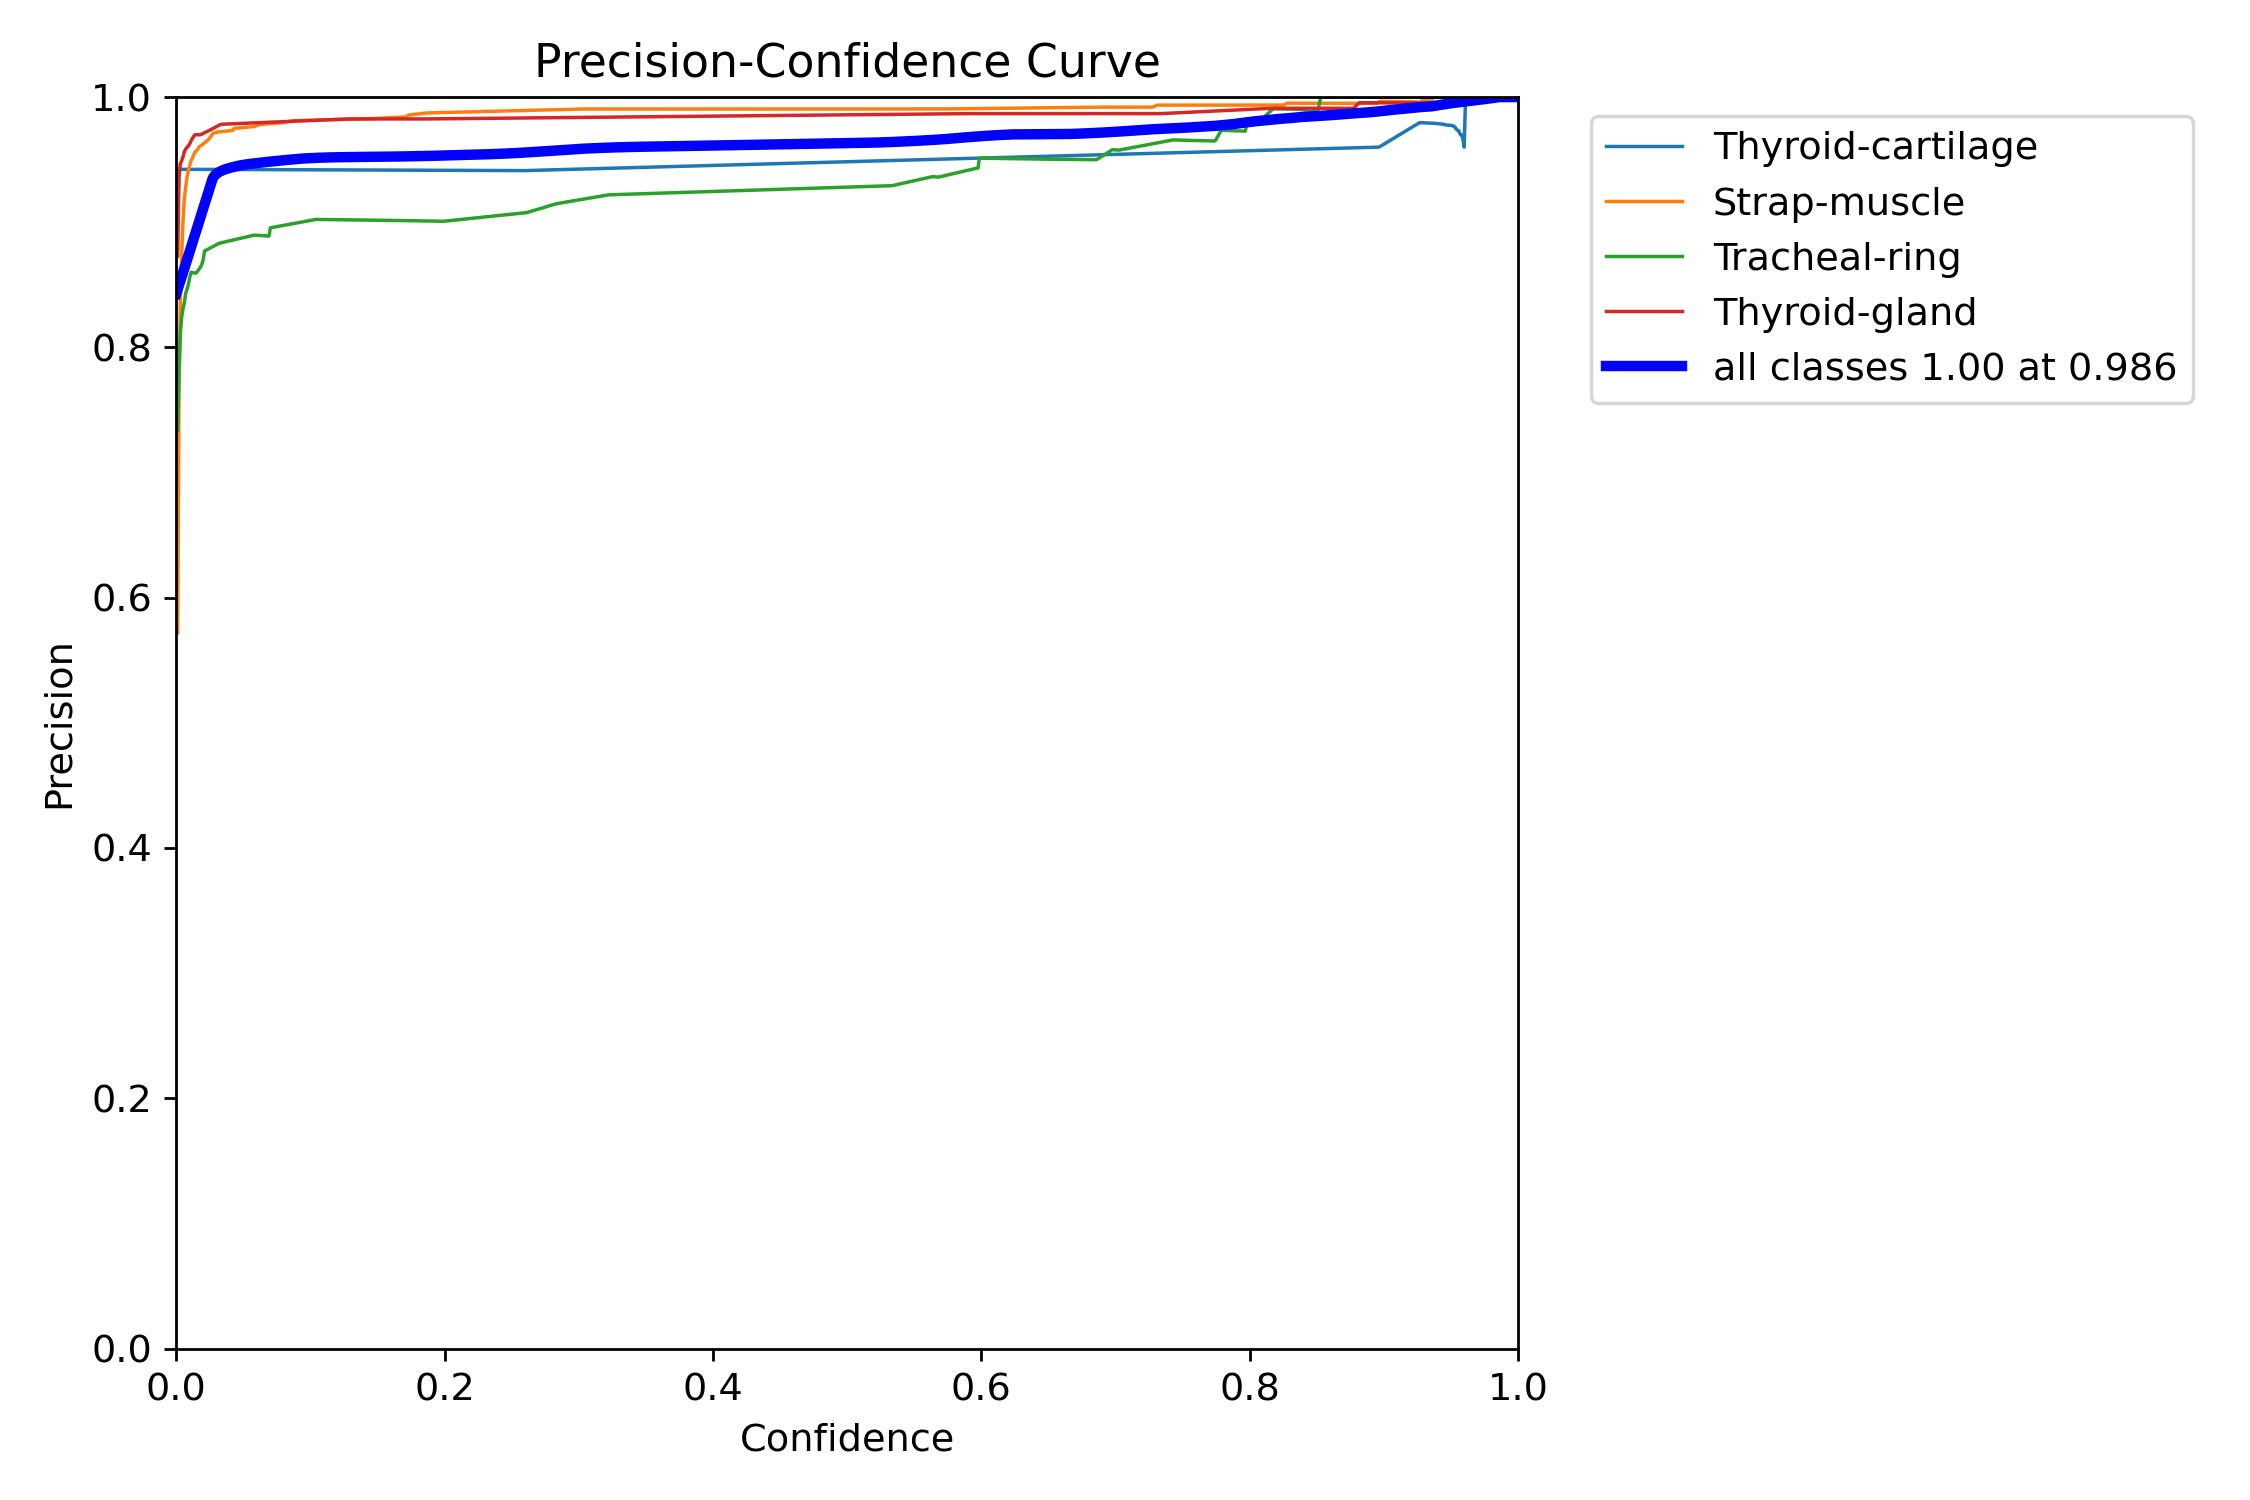 Precision-Confidence Curve
1.0
0.8
0.6
0.4
0.2
0.0
Precision
0.0 0.2 0.4 0.6 0.8 1.0
Confidence
Thyroid-cartilage
Strap-muscle
Tracheal-ring
Thyroid-gland
all classes 1.00 at 0.986